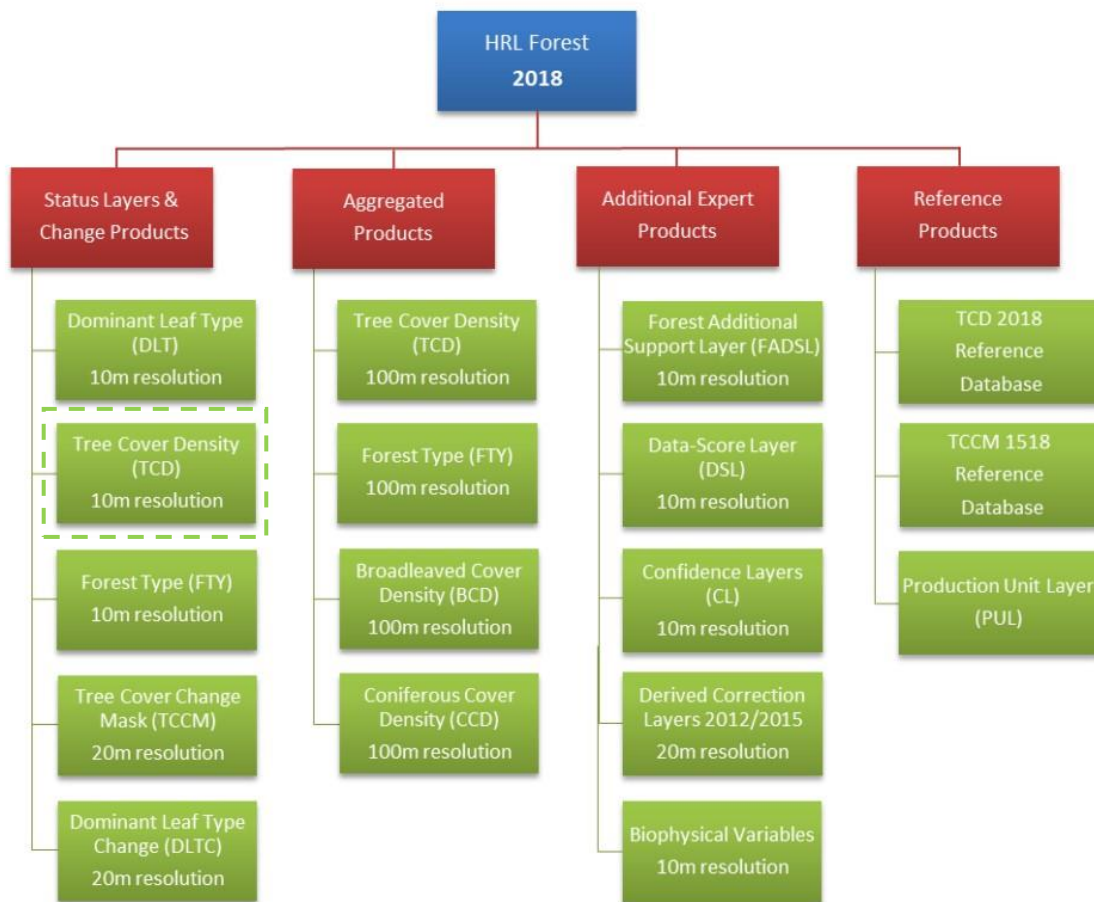 HRL Forest
2018
Status Layers &
Change Products
Aggregated
Products
Additional Expert
Products
Reference
Products
Dominant Leaf Type
(DLT)
10m resolution
Tree Cover Density
(TCD)
10m resolution
Forest Type (FTY)
10m resolution
Tree Cover Change
Mask (TCCM)
20m resolution
Dominant Leaf Type
Change (DLTC)
20m resolution
Tree Cover Density
(TCD)
100m resolution
Forest Type (FTY)
100m resolution
Broadleaved Cover
Density (BCD)
100m resolution
Coniferous Cover
Density (CCD)
100m resolution
Forest Additional
Support Layer (FADSL)
10m resolution
Data-Score Layer
(DSL)
10m resolution
Confidence Layers
(CL)
10m resolution
Derived Correction
Layers 2012/2015
20m resolution
Biophysical Variables
10m resolution
TCD 2018
Reference
Database
TCCM 1518
Reference
Database
Production Unit Layer
(PUL)